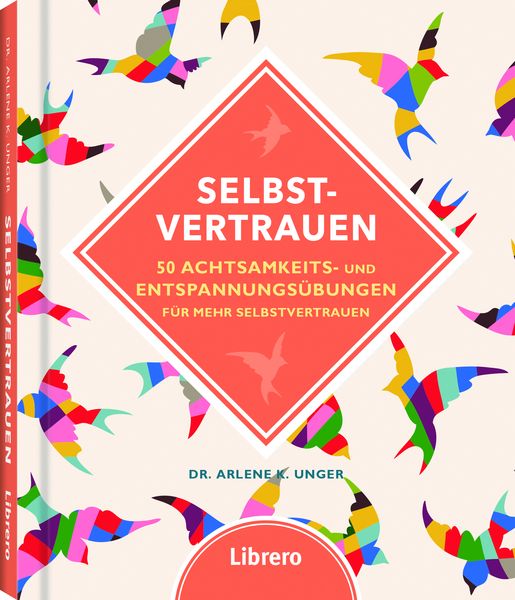 SELBST-
VERTRAUEN
50 ACHTSAMKEITS- UND
ENTSPANNUNGSÜBUNGEN
FÜR MEHR SELBSTVERTRAUEN
DR. ARLENE K. UNGER
Librero
DR. ARLENE K. UNGER
SELBSTVERTRAUEN
Librero